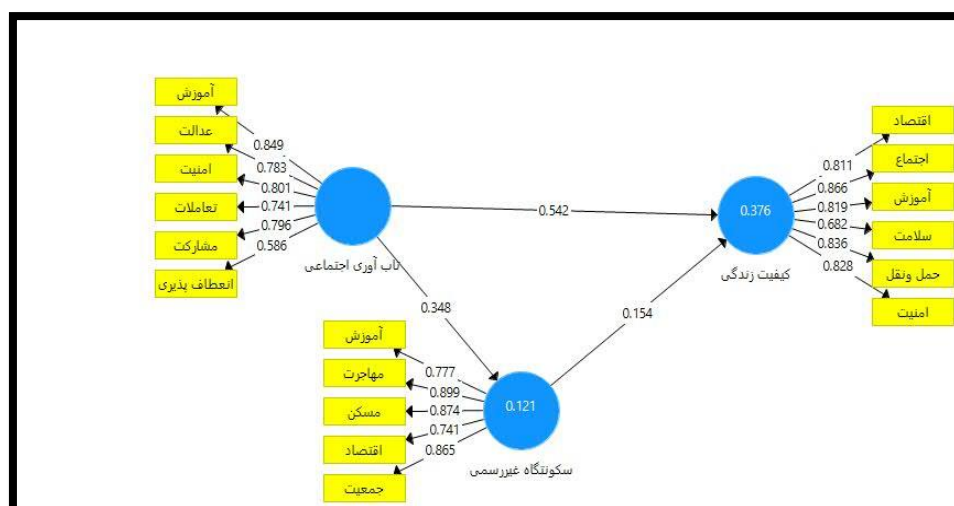 آموزش
عدالت
امنیت
تعاملات
مشارکت
انعطاف پذیری
0.849
0.783
0.801
0.741
0.796
0.586
تاب آوری اجتماعی
0.542
0.348
0.154
0.376
کیفیت زندگی
0.811
0.866
0.819
0.682
0.836
0.828
اقتصاد
اجتماع
آموزش
سلامت
حمل ونقل
امنیت
آموزش
مهاجرت
مسکن
اقتصاد
جمعیت
0.777
0.899
0.874
0.741
0.865
0.121
سکونتگاه غیررسمی